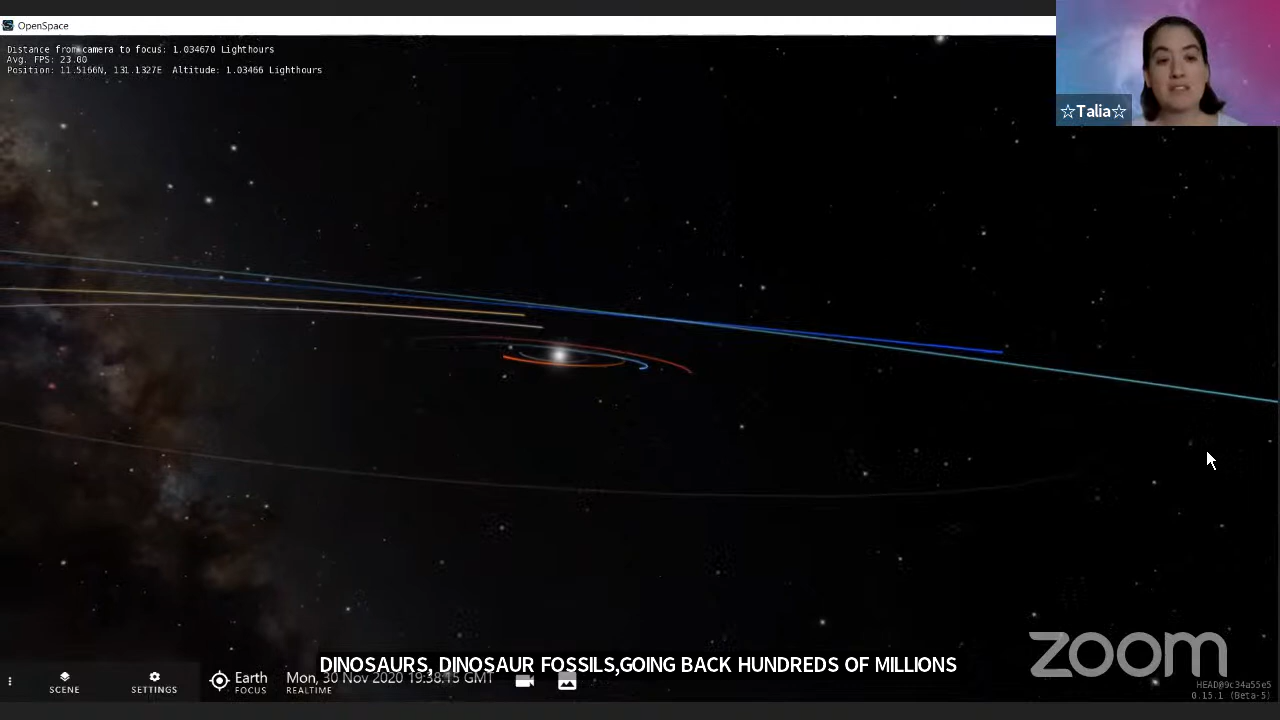 OpenSpace
Distance from camera to focus: 1.034670 Lighthours
Avg. FPS: 23.00
Position: 11.5166N, 131.1327E Altitude: 1.03466 Lighthours
☆Talia☆
DINOSAURS, DINOSAUR FOSSILS,GOING BACK HUNDREDS OF MILLIONS
SCENE
SETTINGS
Earth
FOCUS
Mon, 30 Nov 2020 19:38:15 GMT
REALTIME
zoom
HEAD@9c34a55e5
0.15.1 (Beta-5)